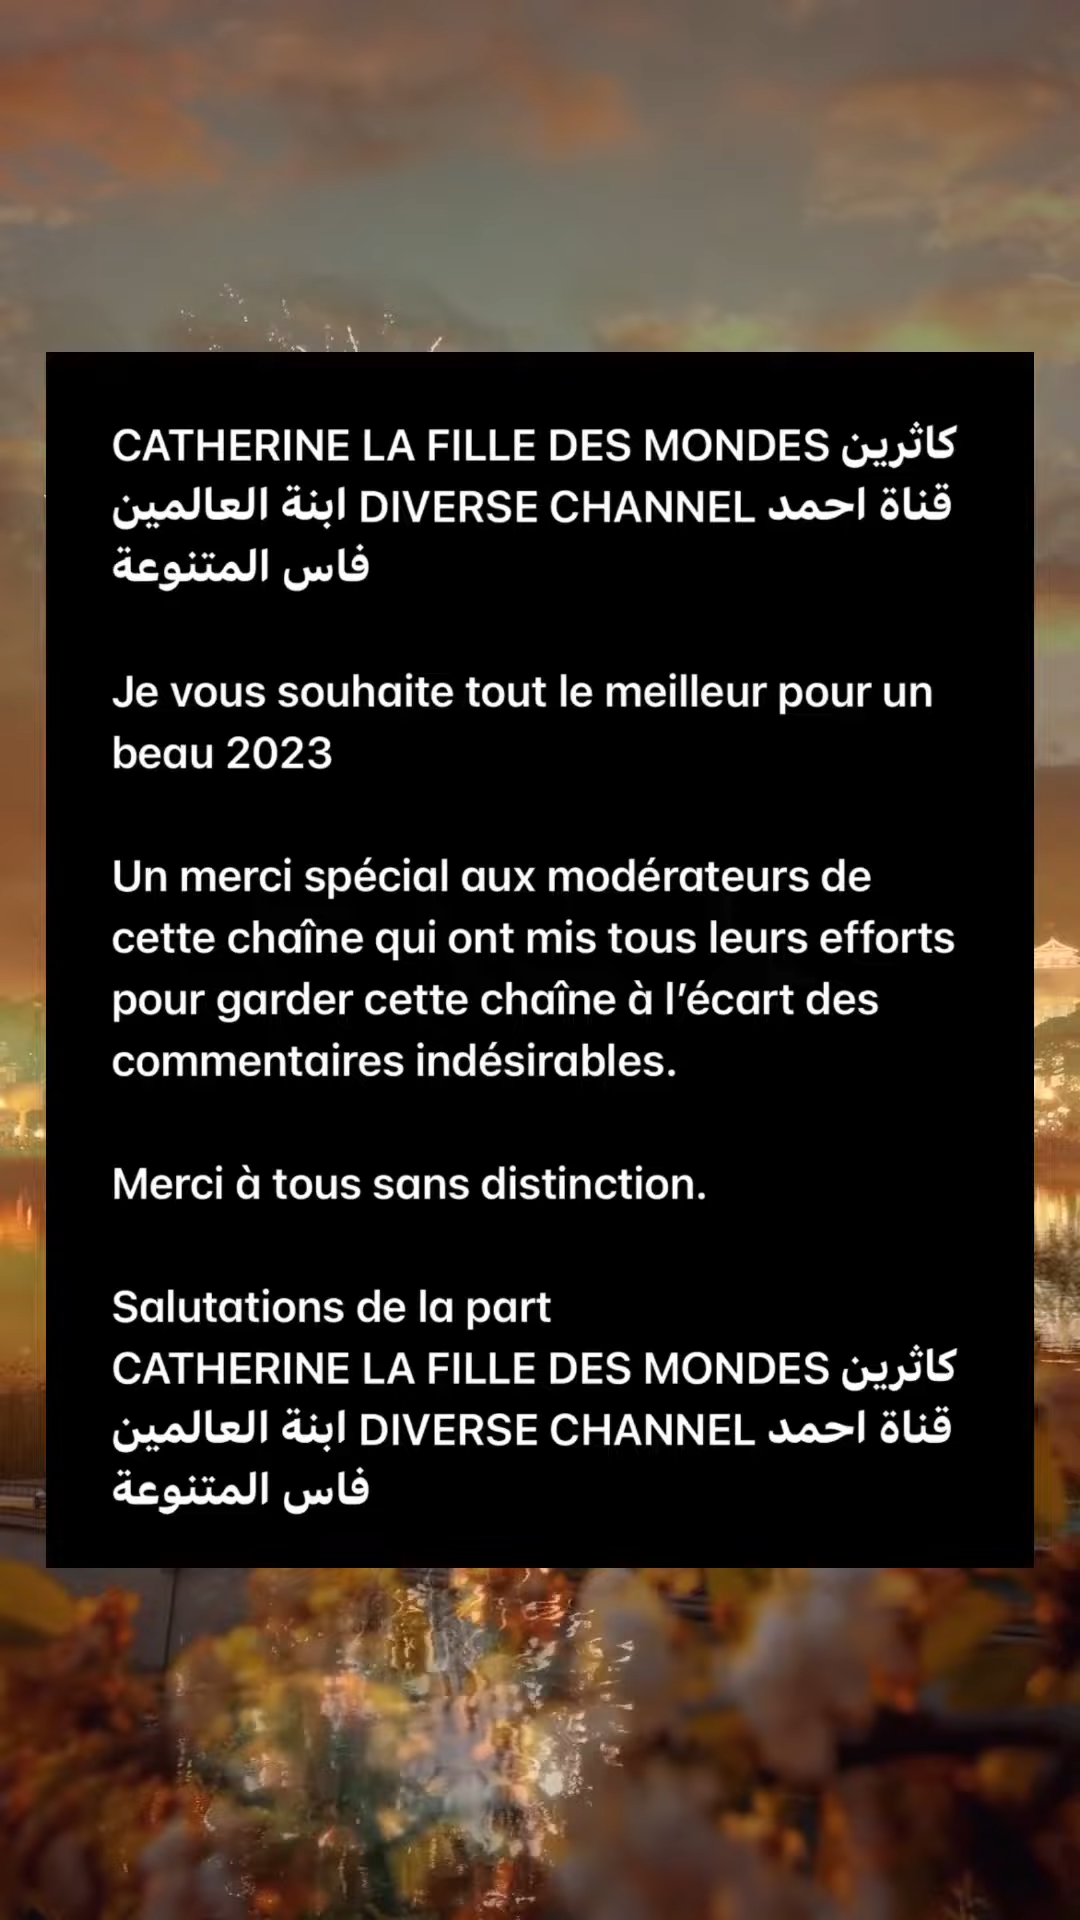 CATHERINE LA FILLE DES MONDES كاثرين
ابنة العالمين DIVERSE CHANNEL قناة احمد
فاس المتنوعة
Je vous souhaite tout le meilleur pour un
beau 2023
Un merci spécial aux modérateurs de
cette chaîne qui ont mis tous leurs efforts
pour garder cette chaîne à l’écart des
commentaires indésirables.
Merci à tous sans distinction.
Salutations de la part
CATHERINE LA FILLE DES MONDES كاثرين
ابنة العالمين DIVERSE CHANNEL قناة احمد
فاس المتنوعة